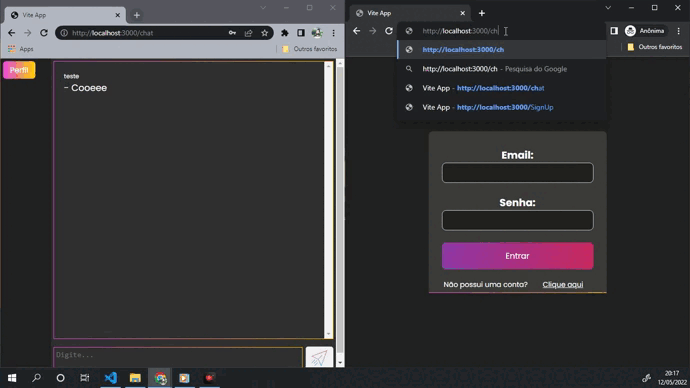 Vite App
http://localhost:3000/chat
Apps
Outros favoritos
Perfil
teste
- Cooeee
Digite...
Vite App
http://localhost:3000/ch
Anônima
Outros favoritos
http://localhost:3000/ch
http://localhost:3000/ch - Pesquisa do Google
Vite App - http://localhost:3000/chat
Vite App - http://localhost:3000/SignUp
Email:
Senha:
Entrar
Não possui uma conta? Clique aqui
20:17
12/05/2022